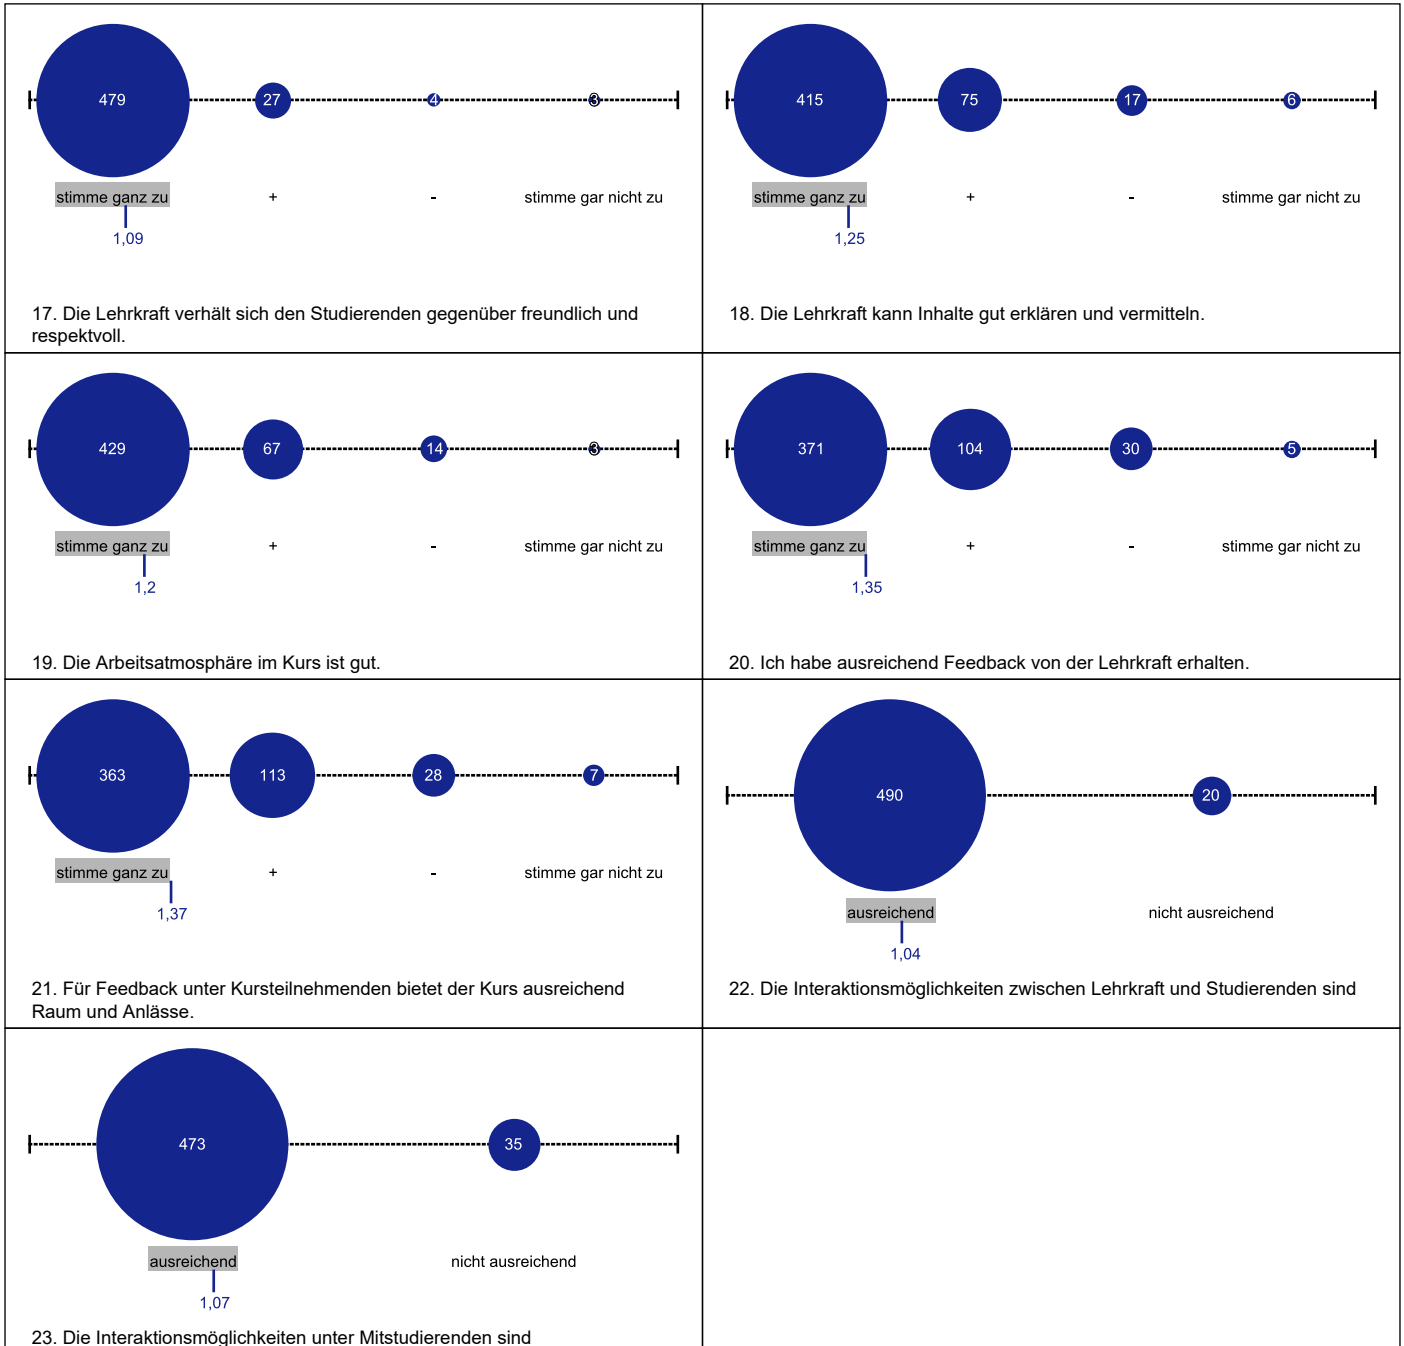 479 27 4 3
stimme ganz zu + - stimme gar nicht zu
1,09
17. Die Lehrkraft verhält sich den Studierenden gegenüber freundlich und
respektvoll.
415 75 17 6
stimme ganz zu + - stimme gar nicht zu
1,25
18. Die Lehrkraft kann Inhalte gut erklären und vermitteln.
429 67 14 3
stimme ganz zu + - stimme gar nicht zu
1,2
19. Die Arbeitsatmosphäre im Kurs ist gut.
371 104 30 5
stimme ganz zu + - stimme gar nicht zu
1,35
20. Ich habe ausreichend Feedback von der Lehrkraft erhalten.
363 113 28 7
stimme ganz zu + - stimme gar nicht zu
1,37
21. Für Feedback unter Kursteilnehmenden bietet der Kurs ausreichend
Raum und Anlässe.
490 20
ausreichend nicht ausreichend
1,04
22. Die Interaktionsmöglichkeiten zwischen Lehrkraft und Studierenden sind
473 35
ausreichend nicht ausreichend
1,07
23. Die Interaktionsmöglichkeiten unter Mitstudierenden sind